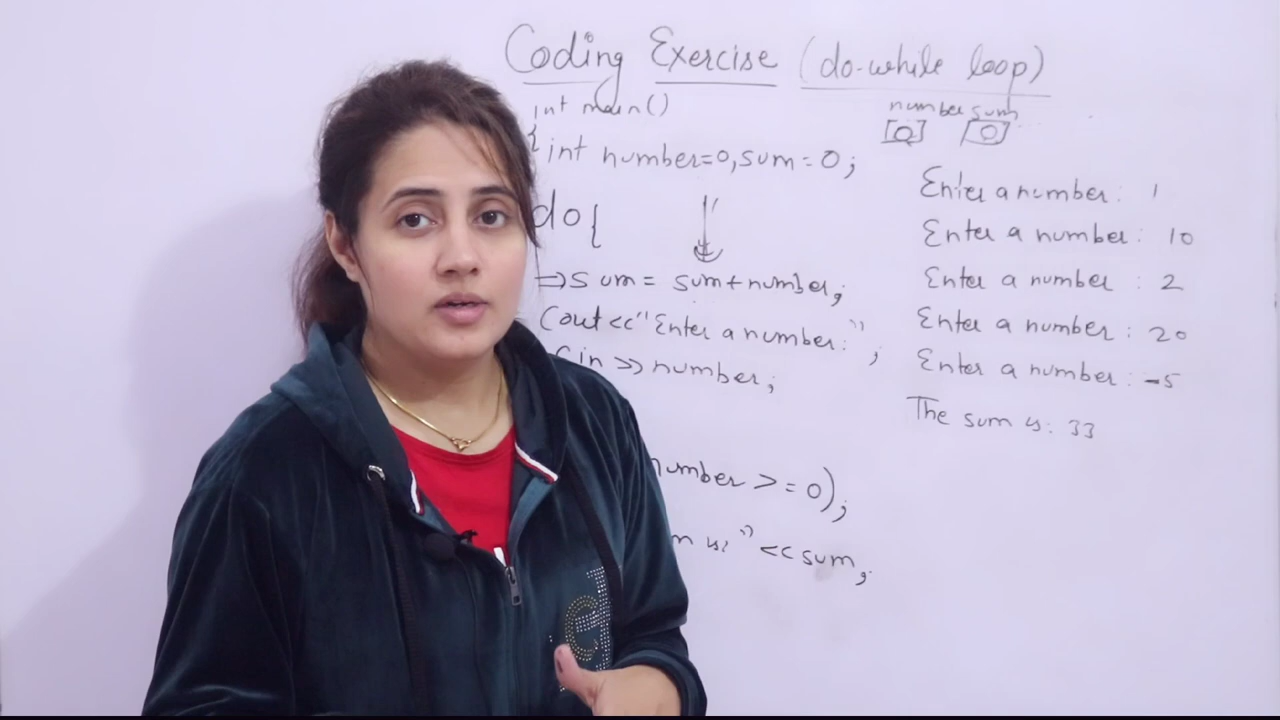 Coding Exercise (do-while loop)
int main()
{
int number=0, sum=0;
do{
⇒ sum = sum+number;
cout<<"Enter a number:";
cin >> number;
number >= 0);
m is: "<<sum;
number sum
0 0
Enter a number: 1
Enter a number: 10
Enter a number: 2
Enter a number: 20
Enter a number: -5
The sum is: 33